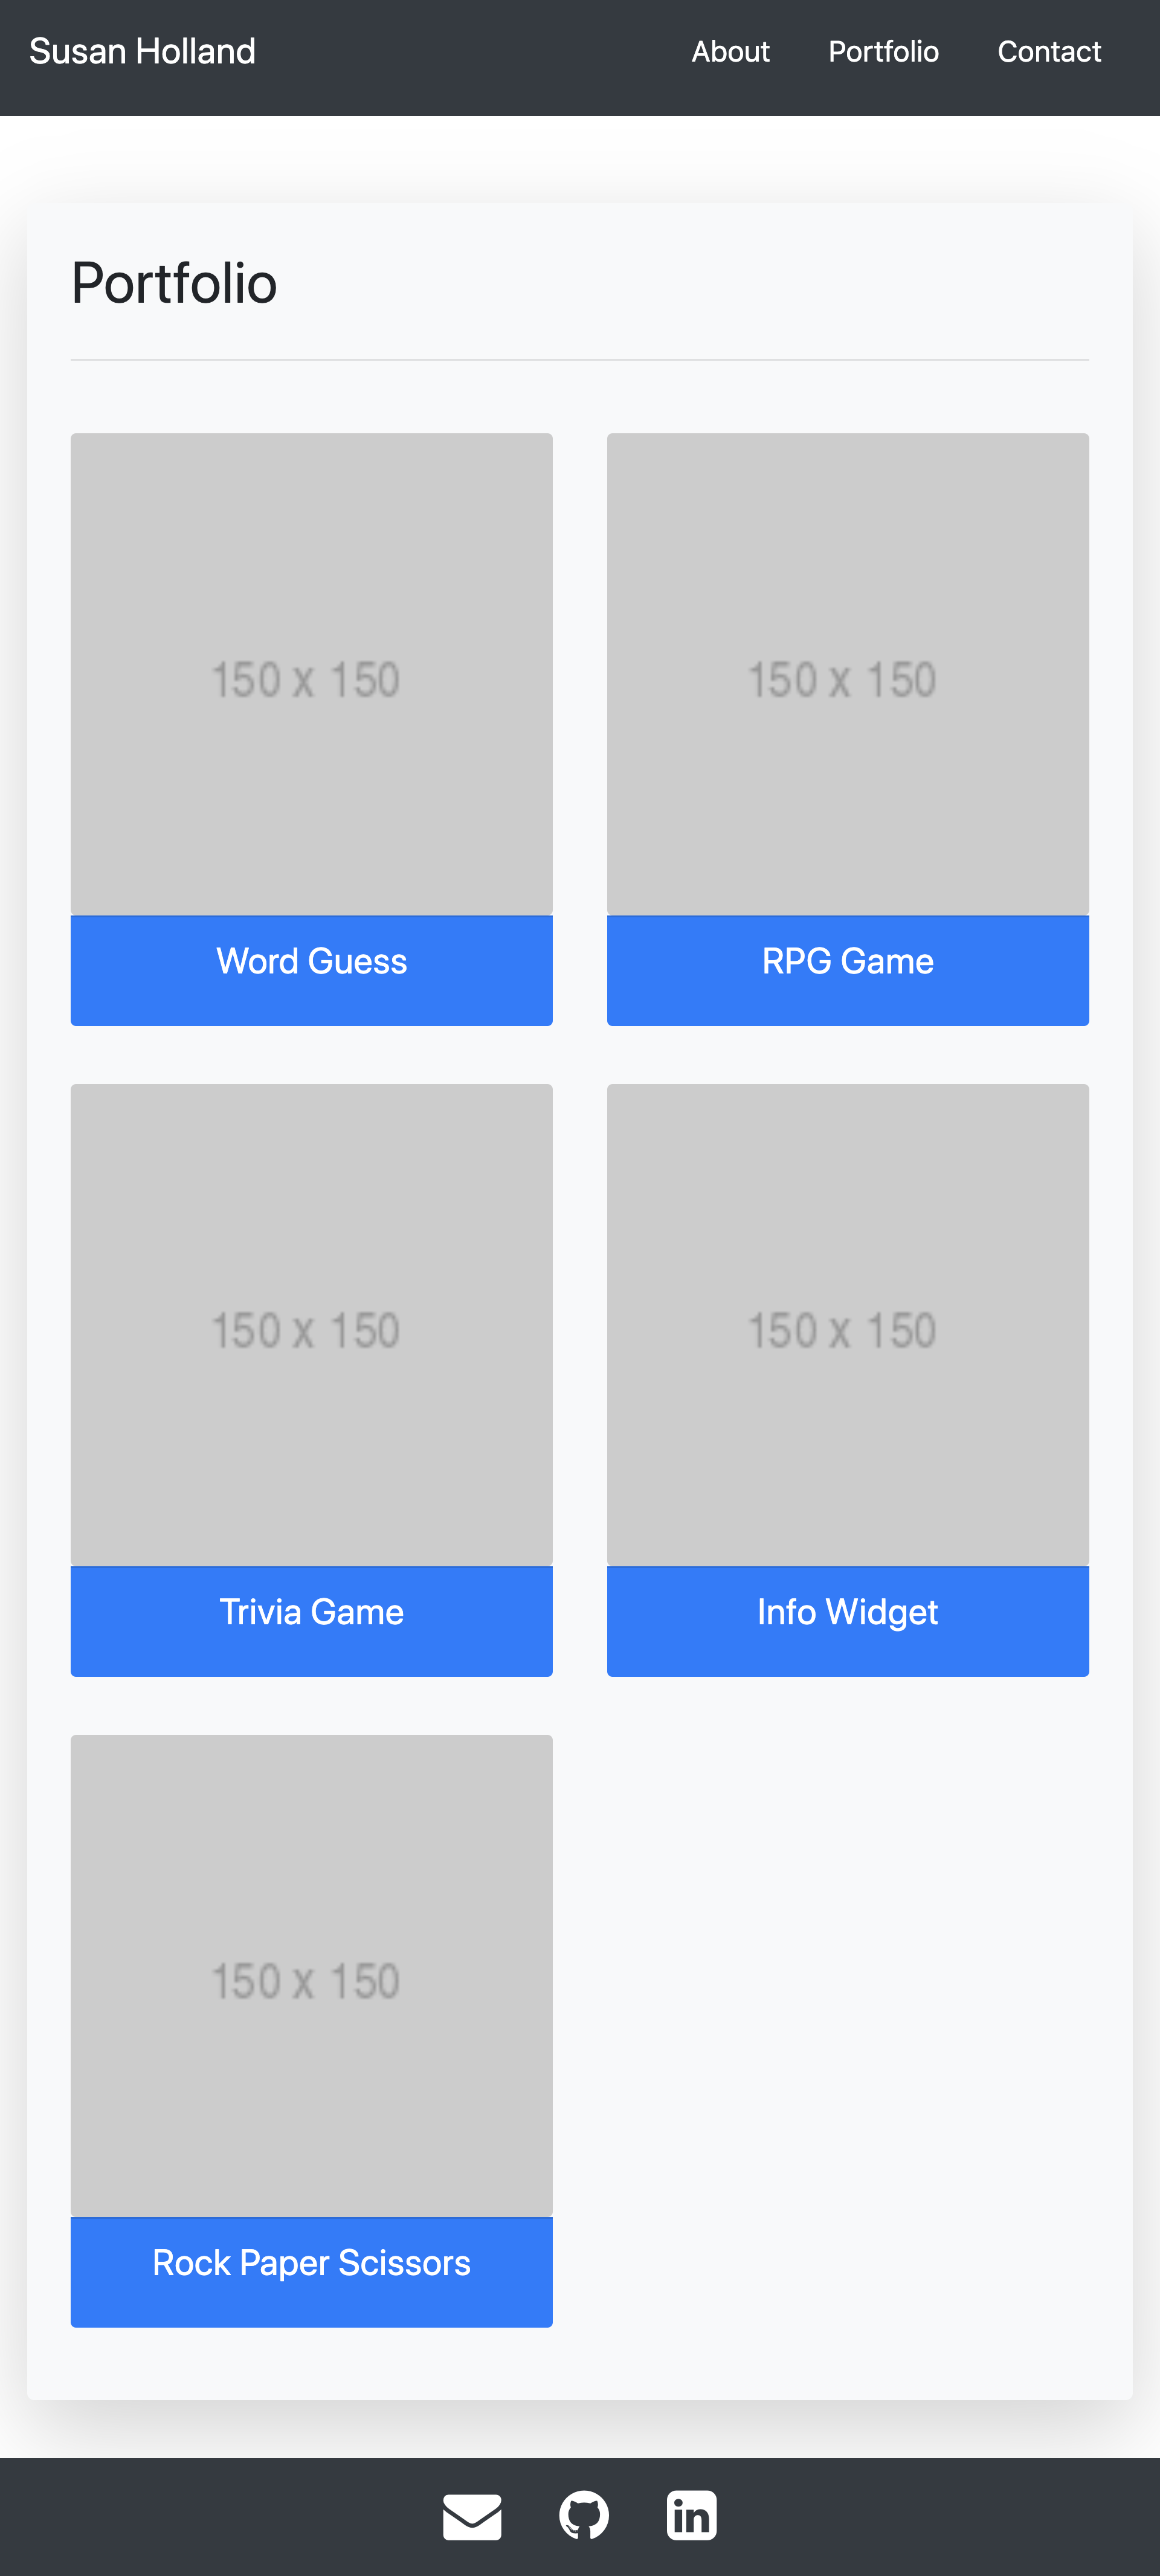 Susan Holland
About Portfolio Contact
Portfolio
150 x 150
150 x 150
Word Guess
RPG Game
150 x 150
150 x 150
Trivia Game
Info Widget
150 x 150
Rock Paper Scissors
in